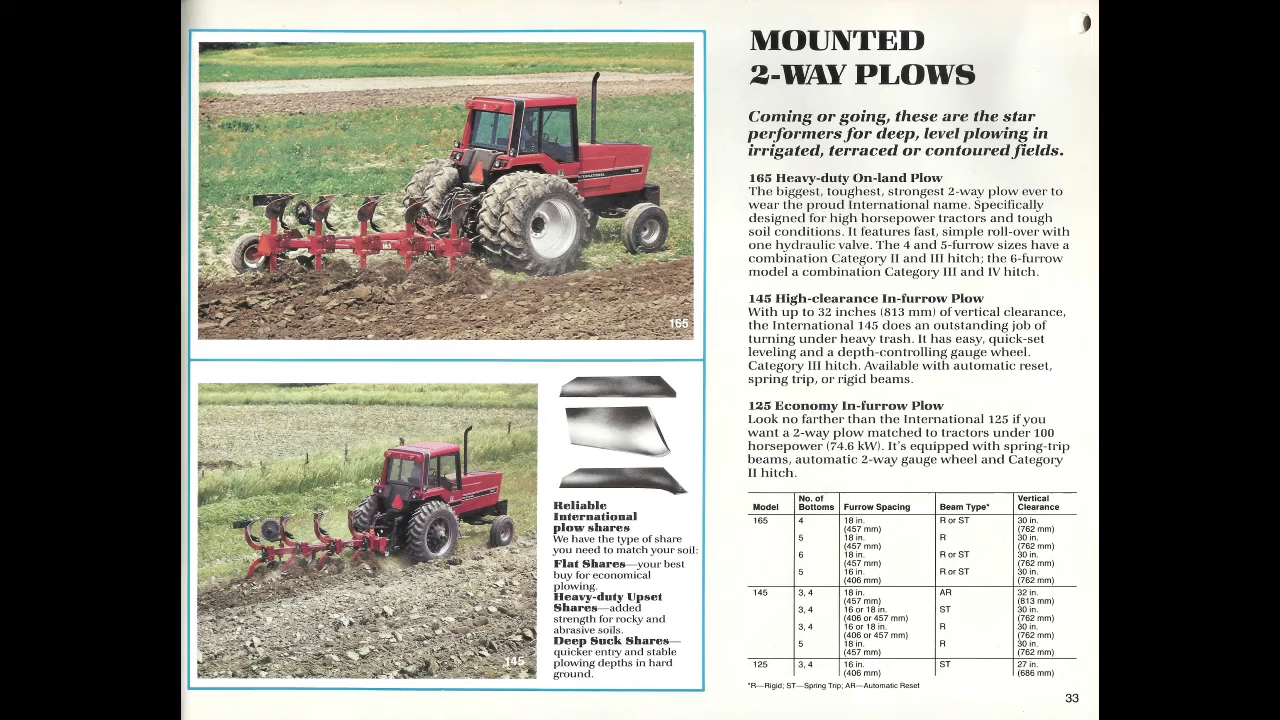 165
145
Reliable
International
plow shares
We have the type of share
you need to match your soil:
Flat Shares—your best
buy for economical
plowing.
Heavy-duty Upset
Shares—added
strength for rocky and
abrasive soils.
Deep Suck Shares—
quicker entry and stable
plowing depths in hard
ground.
MOUNTED
2-WAY PLOWS
Coming or going, these are the star
performers for deep, level plowing in
irrigated, terraced or contoured fields.
165 Heavy-duty On-land Plow
The biggest, toughest, strongest 2-way plow ever to
wear the proud International name. Specifically
designed for high horsepower tractors and tough
soil conditions. It features fast, simple roll-over with
one hydraulic valve. The 4 and 5-furrow sizes have a
combination Category II and III hitch; the 6-furrow
model a combination Category III and IV hitch.
145 High-clearance In-furrow Plow
With up to 32 inches (813 mm) of vertical clearance,
the International 145 does an outstanding job of
turning under heavy trash. It has easy, quick-set
leveling and a depth-controlling gauge wheel.
Category III hitch. Available with automatic reset,
spring trip, or rigid beams.
125 Economy In-furrow Plow
Look no farther than the International 125 if you
want a 2-way plow matched to tractors under 100
horsepower (74.6 kW). It's equipped with spring-trip
beams, automatic 2-way gauge wheel and Category
II hitch.
Model No. of Bottoms Furrow Spacing Beam Type* Vertical Clearance
165 4 18 in. (457 mm) R or ST 30 in. (762 mm)
5 18 in. (457 mm) R 30 in. (762 mm)
6 18 in. (457 mm) R or ST 30 in. (762 mm)
5 16 in. (406 mm) R or ST 30 in. (762 mm)
145 3, 4 18 in. (457 mm) AR 32 in. (813 mm)
3, 4 16 or 18 in. (406 or 457 mm) ST 30 in. (762 mm)
3, 4 16 or 18 in. (406 or 457 mm) R 30 in. (762 mm)
5 18 in. (457 mm) R 30 in. (762 mm)
125 3, 4 16 in. (406 mm) ST 27 in. (686 mm)
*R—Rigid; ST—Spring Trip; AR—Automatic Reset
33